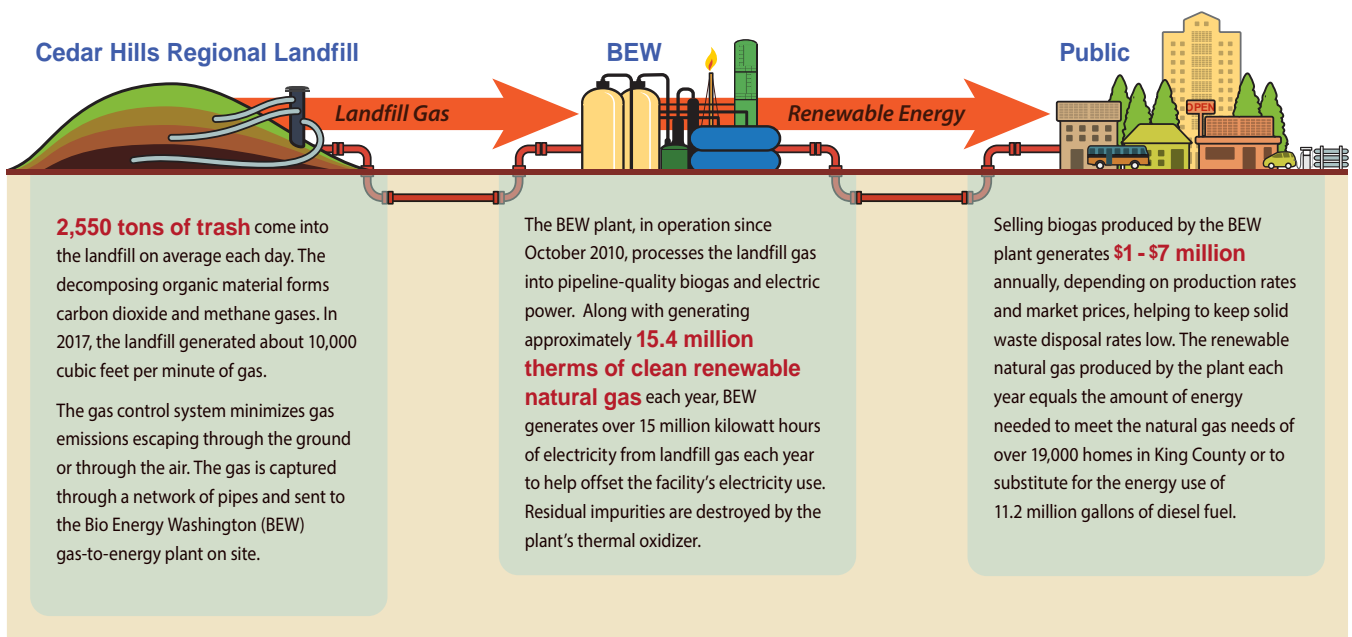 Cedar Hills Regional Landfill
BEW
Public
OPEN
Landfill Gas
Renewable Energy
2,550 tons of trash come into
the landfill on average each day. The
decomposing organic material forms
carbon dioxide and methane gases. In
2017, the landfill generated about 10,000
cubic feet per minute of gas.
The gas control system minimizes gas
emissions escaping through the ground
or through the air. The gas is captured
through a network of pipes and sent to
the Bio Energy Washington (BEW)
gas-to-energy plant on site.
The BEW plant, in operation since
October 2010, processes the landfill gas
into pipeline-quality biogas and electric
power. Along with generating
approximately 15.4 million
therms of clean renewable
natural gas each year, BEW
generates over 15 million kilowatt hours
of electricity from landfill gas each year
to help offset the facility's electricity use.
Residual impurities are destroyed by the
plant's thermal oxidizer.
Selling biogas produced by the BEW
plant generates $1 - $7 million
annually, depending on production rates
and market prices, helping to keep solid
waste disposal rates low. The renewable
natural gas produced by the plant each
year equals the amount of energy
needed to meet the natural gas needs of
over 19,000 homes in King County or to
substitute for the energy use of
11.2 million gallons of diesel fuel.